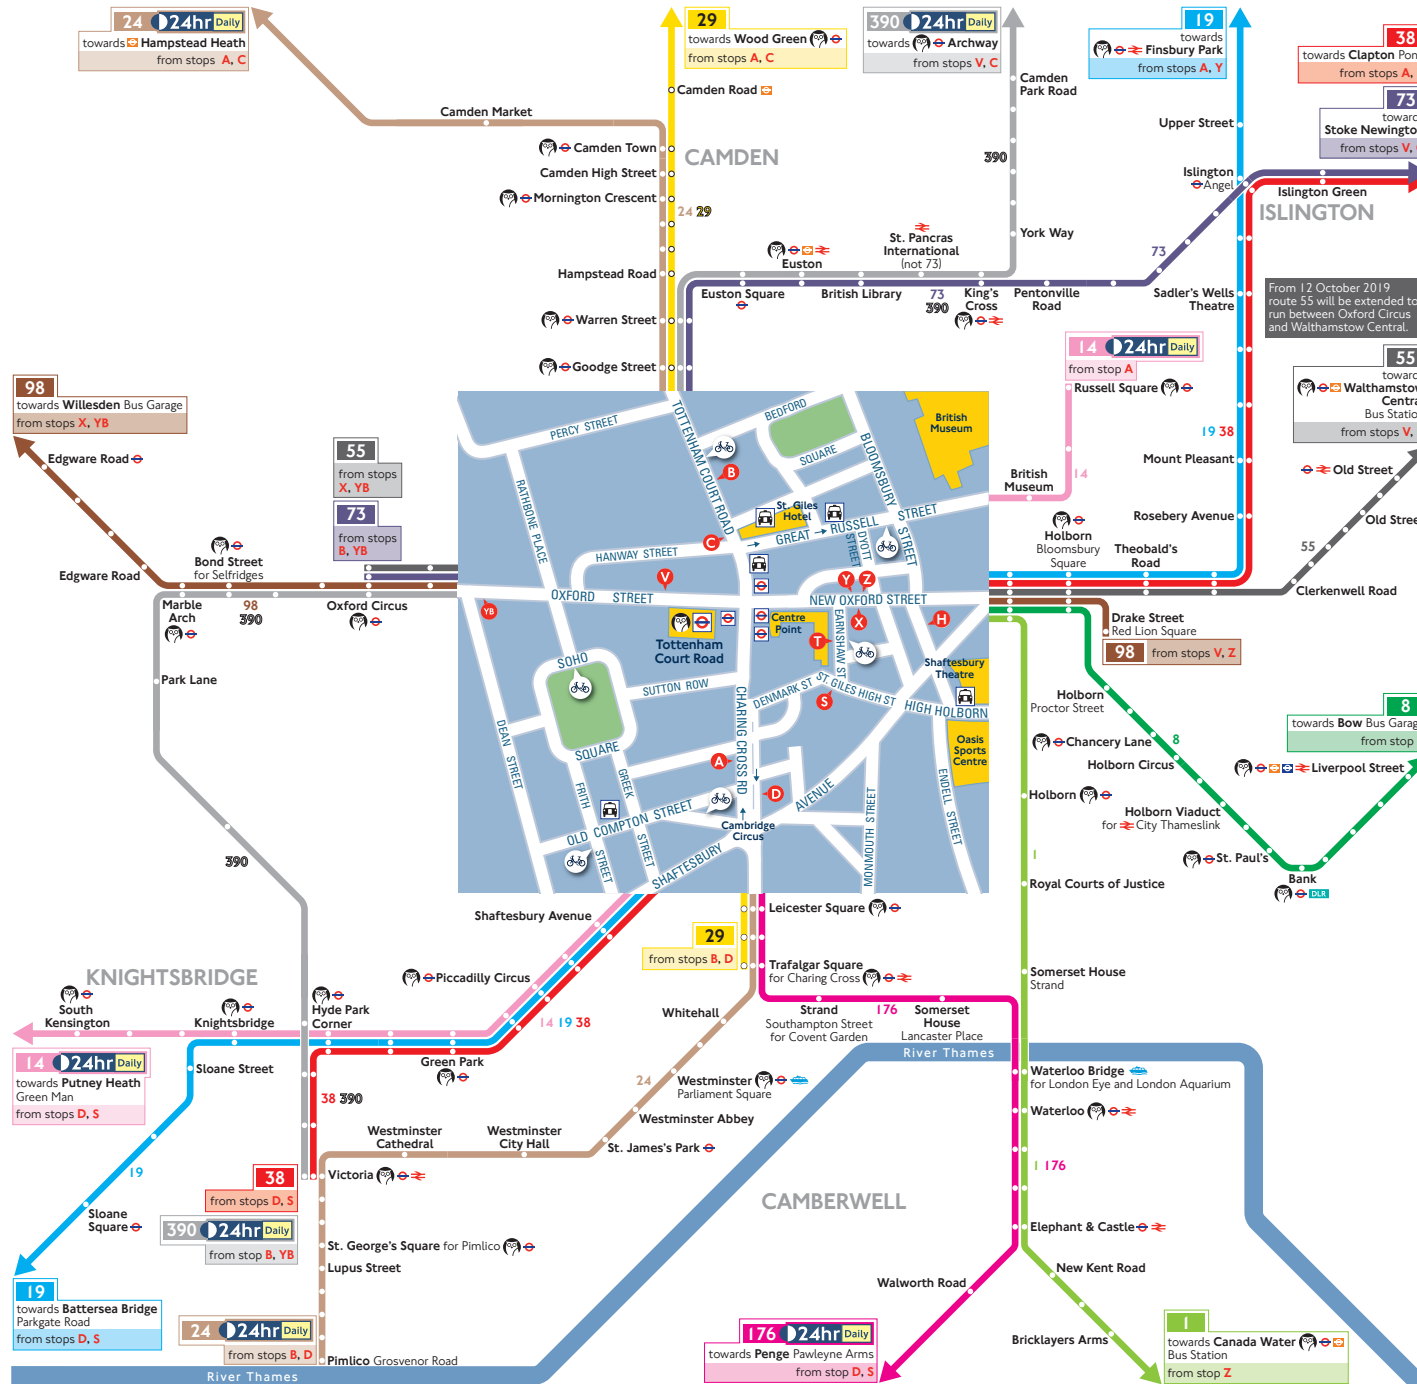 24 24hr Daily
towards Hampstead Heath
from stops A, C
29
towards Wood Green
from stops A, C
390 24hr Daily
towards Archway
from stops V, C
19
towards
Finsbury Park
from stops A, Y
38
towards Clapton
from stops A,
73
Stoke Newington
from stops V,
Camden Road
Camden
Park Road
Camden Market
Upper Street
Camden Town
CAMDEN
390
Camden High Street
Islington
Angel
Mornington Crescent
Islington Green
24 29
ISLINGTON
York Way
St. Pancras
International
(not 73)
Euston
73
Hampstead Road
Euston Square
British Library
73
390
King's
Cross
Pentonville
Road
Sadler's Wells
Theatre
From 12 October 2019
route 55 will be extended to
run between Oxford Circus
and Walthamstow Central.
Warren Street
14 24hr Daily
from stop A
Goodge Street
Russell Square
55
Walthamstow
Bus Station
from stops V,
98
towards Willesden Bus Garage
from stops X, YB
Edgware Road
55
from stops
X, YB
73
from stops
B, YB
19 38
Mount Pleasant
14
British
Museum
Old Street
Rosebery Avenue
Old Street
Holborn
Bloomsbury
Square
Theobald's
Road
55
Clerkenwell Road
Bond Street
for Selfridges
Edgware Road
Marble
Arch
98
390
Oxford Circus
Park Lane
PERCY STREET
TOTTENHAM COURT ROAD
BEDFORD
SQUARE
BLOOMSBURY
STREET
British
Museum
B
RATHBONE PLACE
St. Giles
Hotel
GREAT RUSSELL STREET
C
HANWAY STREET
DYOTT
STREET
V
Y Z
OXFORD STREET
NEW OXFORD STREET
YB
Centre
Point
EARNSHAW ST
X
H
T
Tottenham
Court Road
SOHO
SQUARE
SUTTON ROW
Shaftesbury
Theatre
DENMARK ST
ST. GILES HIGH ST
HIGH HOLBORN
S
CHARING CROSS RD
DEAN STREET
Oasis
Sports
Centre
A
GREEK
STREET
FRITH
STREET
D
AVENUE
OLD COMPTON STREET
Cambridge
Circus
SHAFTESBURY
MONMOUTH STREET
ENDELL STREET
Drake Street
Red Lion Square
98 from stops V, Z
Holborn
Proctor Street
8
towards Bow Bus Garage
from stop
Chancery Lane
8
Holborn Circus
Liverpool Street
Holborn
Holborn Viaduct
for City Thameslink
St. Paul's
Bank
DLR
1
Royal Courts of Justice
390
Shaftesbury Avenue
Leicester Square
29
from stops B, D
Trafalgar Square
for Charing Cross
Somerset House
Strand
KNIGHTSBRIDGE
Piccadilly Circus
South
Kensington
Knightsbridge
Hyde Park
Corner
14 19 38
Whitehall
Strand
Southampton Street
for Covent Garden
176
Somerset
House
Lancaster Place
River Thames
14 24hr Daily
towards Putney Heath
Green Man
from stops D, S
Sloane Street
Green Park
24
Westminster
Parliament Square
Waterloo Bridge
for London Eye and London Aquarium
38 390
Westminster Abbey
Waterloo
Westminster
Cathedral
Westminster
City Hall
St. James's Park
19
38
from stops D, S
Victoria
1 176
CAMBERWELL
Sloane
Square
390 24hr Daily
from stop B, YB
Elephant & Castle
St. George's Square for Pimlico
Lupus Street
New Kent Road
Walworth Road
19
towards Battersea Bridge
Parkgate Road
from stops D, S
24 24hr Daily
from stops B, D
176 24hr Daily
towards Penge Pawleyne Arms
from stop D, S
Bricklayers Arms
1
towards Canada Water
Bus Station
from stop Z
Pimlico Grosvenor Road
River Thames